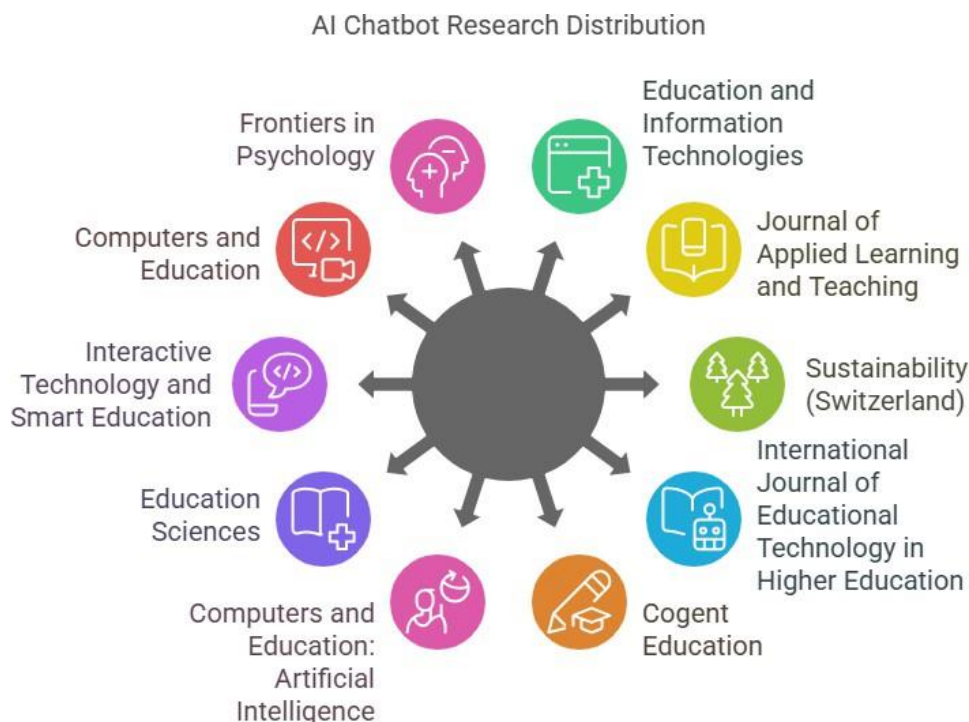 AI Chatbot Research Distribution
Frontiers in
Psychology
Education and
Information
Technologies
Computers and
Education
Journal of
Applied Learning
and Teaching
Interactive
Technology and
Smart Education
Sustainability
(Switzerland)
Education
Sciences
International
Journal of
Educational
Technology in
Higher Education
Computers and
Education:
Artificial
Intelligence
Cogent
Education